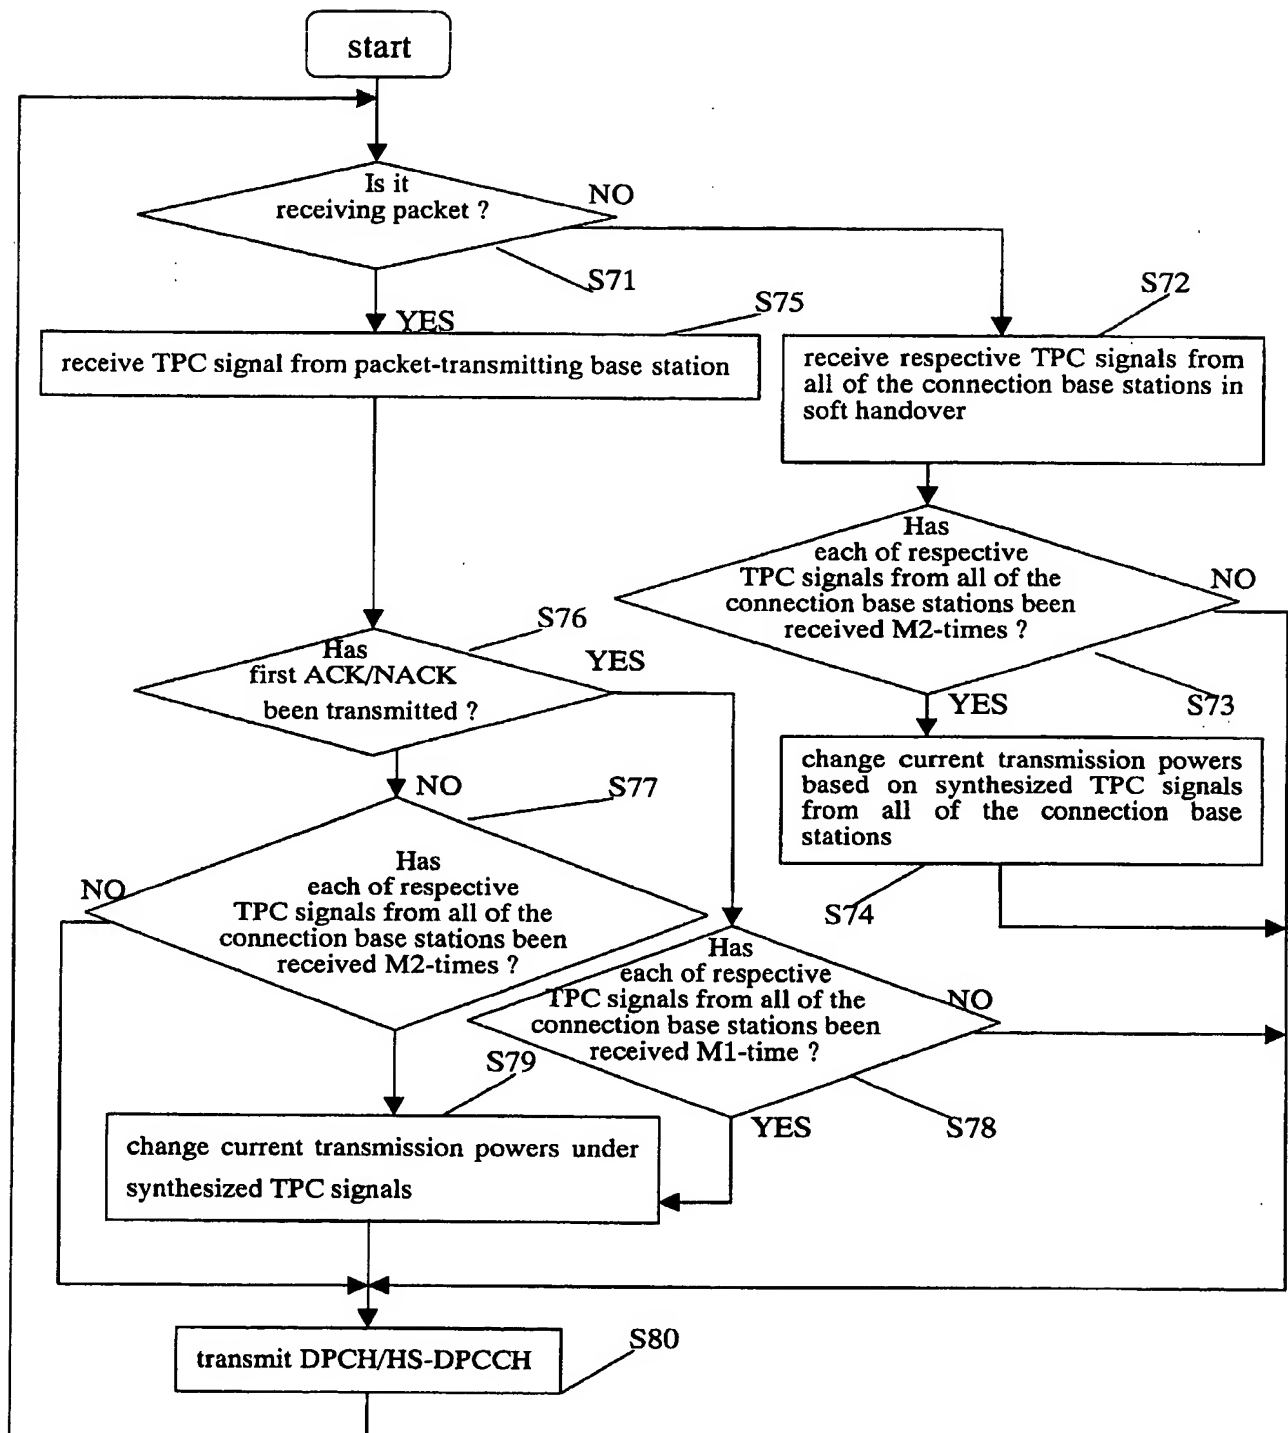 start
Is it
receiving packet ?
NO
S71
YES
S75
S72
receive TPC signal from packet-transmitting base station
receive respective TPC signals from
all of the connection base stations in
soft handover
Has
each of respective
TPC signals from all of the
connection base stations been
received M2-times ?
NO
S73
YES
S76
Has
first ACK/NACK
been transmitted ?
YES
NO
change current transmission powers
based on synthesized TPC signals
from all of the connection base
stations
S74
S77
Has
each of respective
TPC signals from all of the
connection base stations been
received M2-times ?
NO
Has
each of respective
TPC signals from all of the
connection base stations been
received M1-time ?
NO
S78
YES
S79
change current transmission powers under
synthesized TPC signals
S80
transmit DPCH/HS-DPCCH